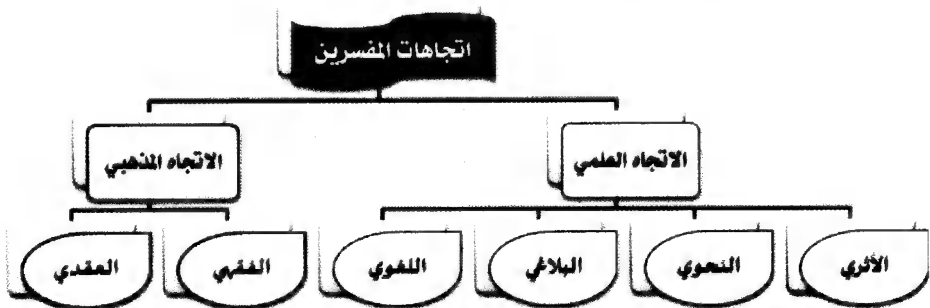 اتجاهات المفسرين
الاتجاه العلمي
الاتجاه المذهبي
الأثري
النحوي
البلاغي
اللغوي
الفقهي
العقدي